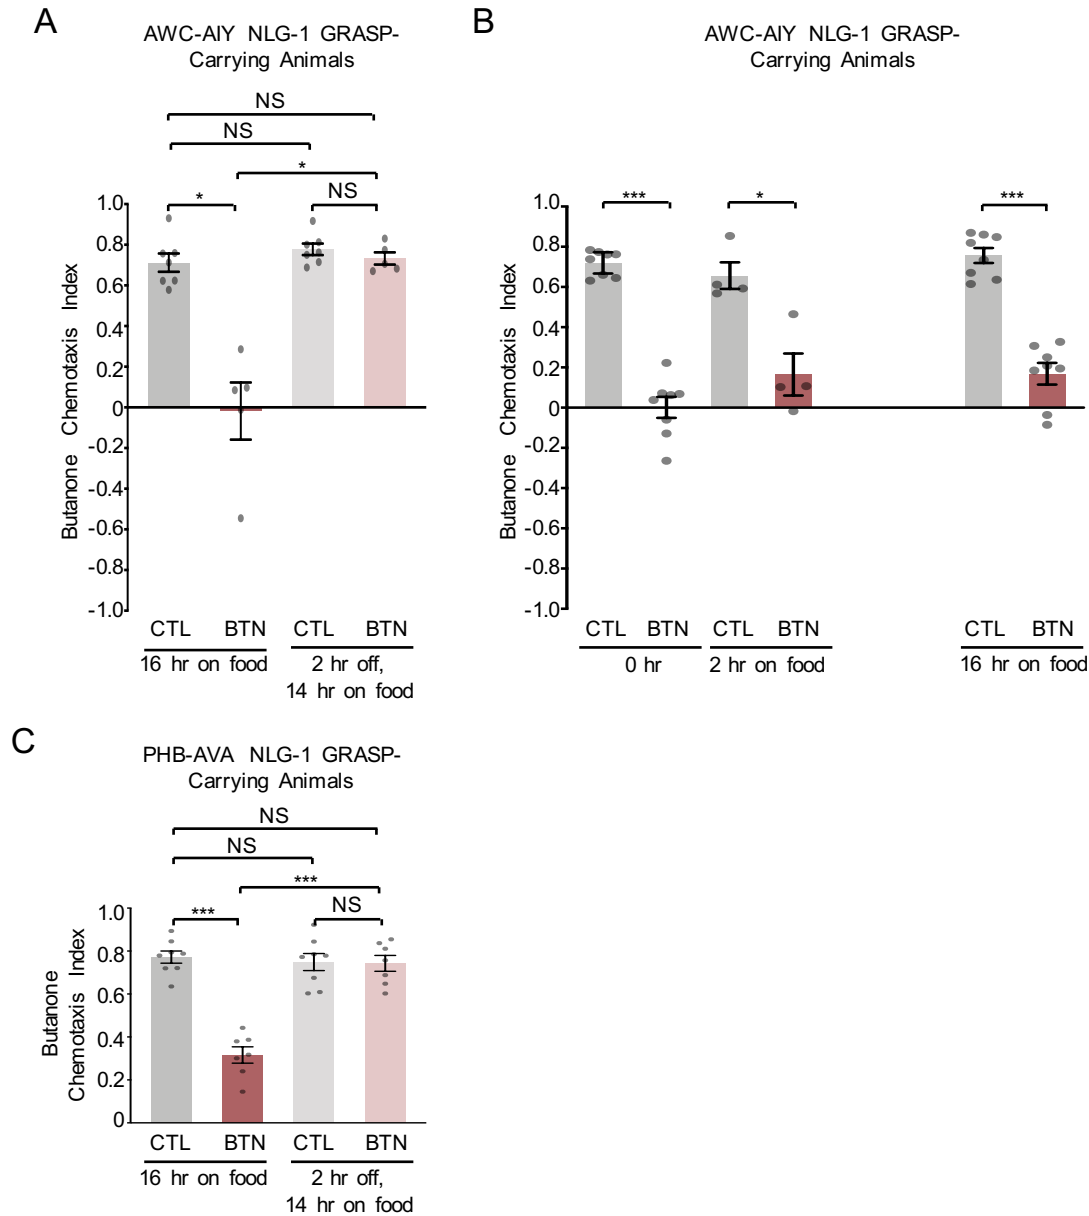 A
AWC-AIY NLG-1 GRASP-
Carrying Animals
NS
NS
*
*
NS
Butanone Chemotaxis Index
1.0
0.8
0.6
0.4
0.2
0
-0.2
-0.4
-0.6
-0.8
-1.0
CTL BTN CTL BTN
16 hr on food
2 hr off,
14 hr on food
B
AWC-AIY NLG-1 GRASP-
Carrying Animals
***
*
***
Butanone Chemotaxis Index
1.0
0.8
0.6
0.4
0.2
0
-0.2
-0.4
-0.6
-0.8
-1.0
CTL BTN CTL BTN CTL BTN
0 hr
2 hr on food
16 hr on food
C
PHB-AVA NLG-1 GRASP-
Carrying Animals
NS
NS
***
***
NS
Butanone
Chemotaxis Index
1.0
0.8
0.6
0.4
0.2
0
CTL BTN CTL BTN
16 hr on food
2 hr off,
14 hr on food